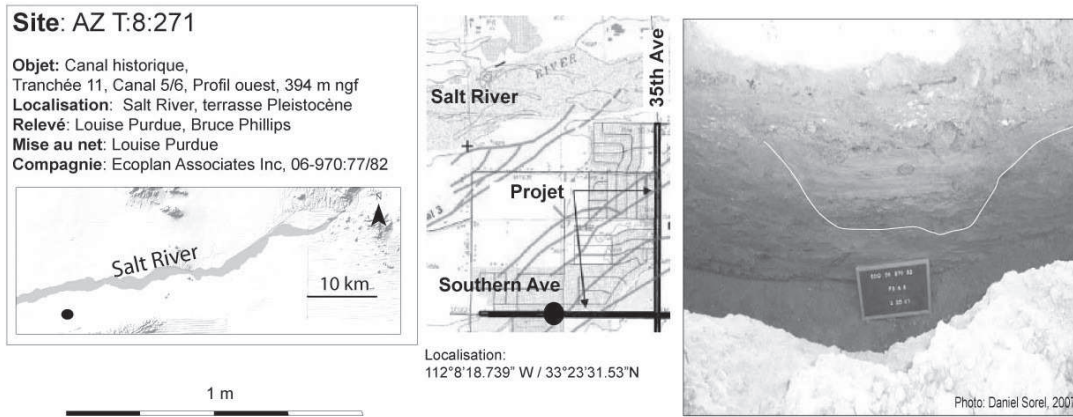 Site: AZ T:8:271
Objet: Canal historique,
Tranchée 11, Canal 5/6, Profil ouest, 394 m ngf
Localisation: Salt River, terrasse Pleistocène
Relevé: Louise Purdue, Bruce Phillips
Mise au net: Louise Purdue
Compagnie: Ecoplan Associates Inc, 06-970:77/82
Salt River
N
10 km
1 m
RIVER
Salt River
35th Ave
Projet
Southern Ave
Localisation:
112°8'18.739" W / 33°23'31.53"N
Photo: Daniel Sorel, 2007